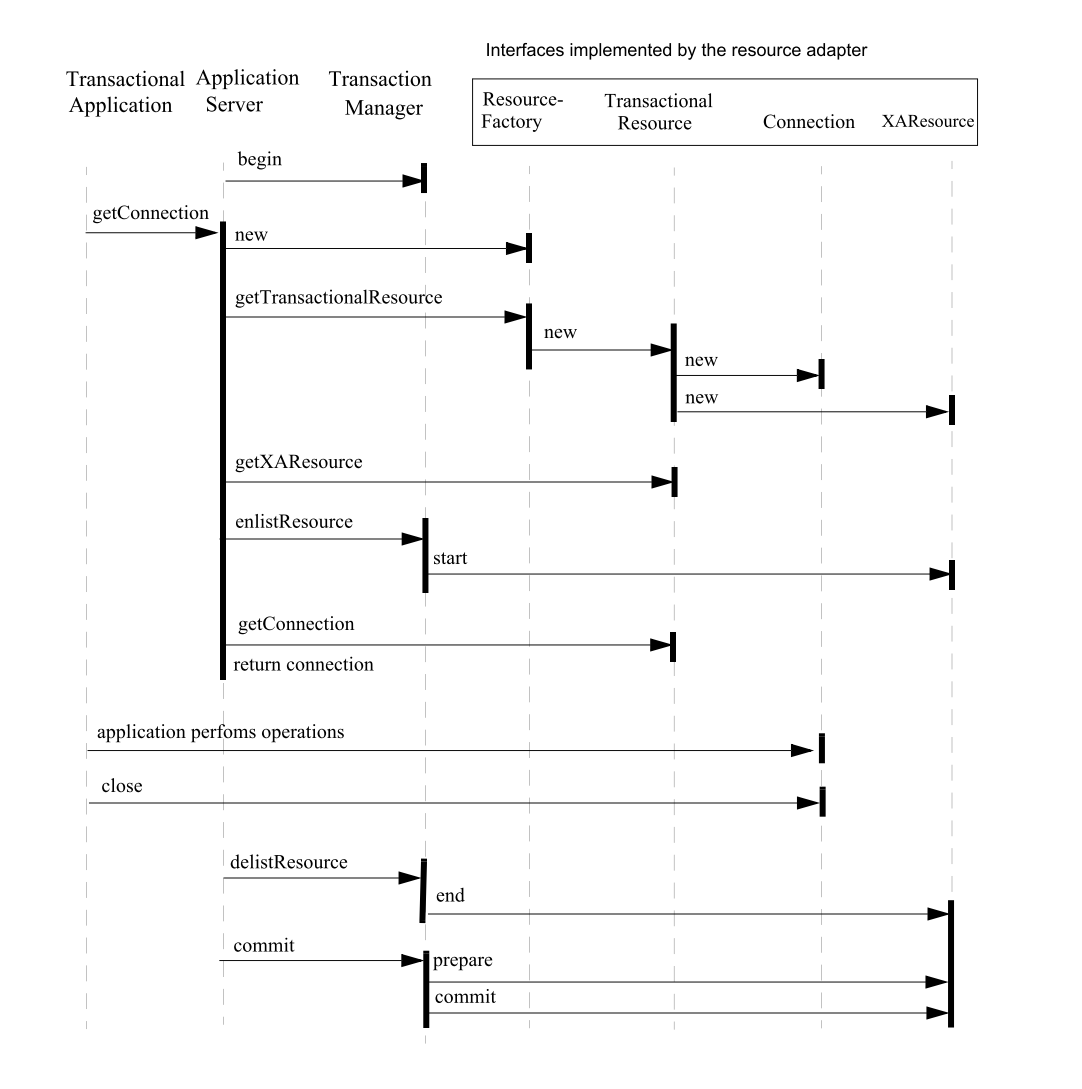 Interfaces implemented by the resource adapter
Transactional
Application
Application
Server
Transaction
Manager
Resource-
Factory
Transactional
Resource
Connection
XAResource
begin
getConnection
new
getTransactionalResource
new
new
new
getXAResource
enlistResource
start
getConnection
return connection
application perfoms operations
close
delistResource
end
commit
prepare
commit